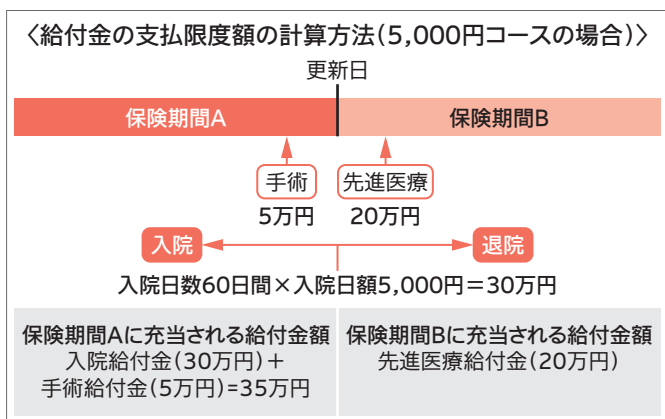 〈給付金の支払限度額の計算方法(5,000円コースの場合)〉
更新日
保険期間A
保険期間B
手術
先進医療
5万円
20万円
入院
退院
入院日数60日間×入院日額5,000円=30万円
保険期間Aに充当される給付金額
入院給付金(30万円)+
手術給付金(5万円)=35万円
保険期間Bに充当される給付金額
先進医療給付金(20万円)